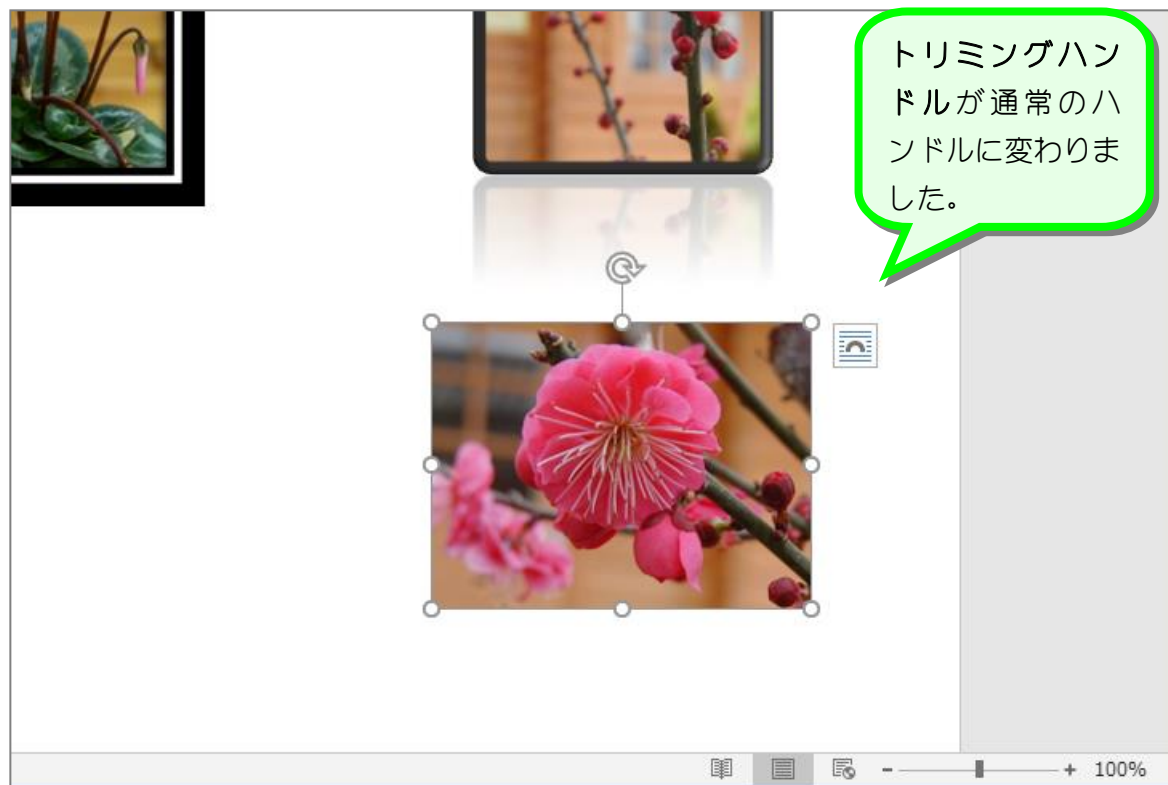 トリミングハン
ドルが通常のハ
ンドルに変わりま
した。
100%